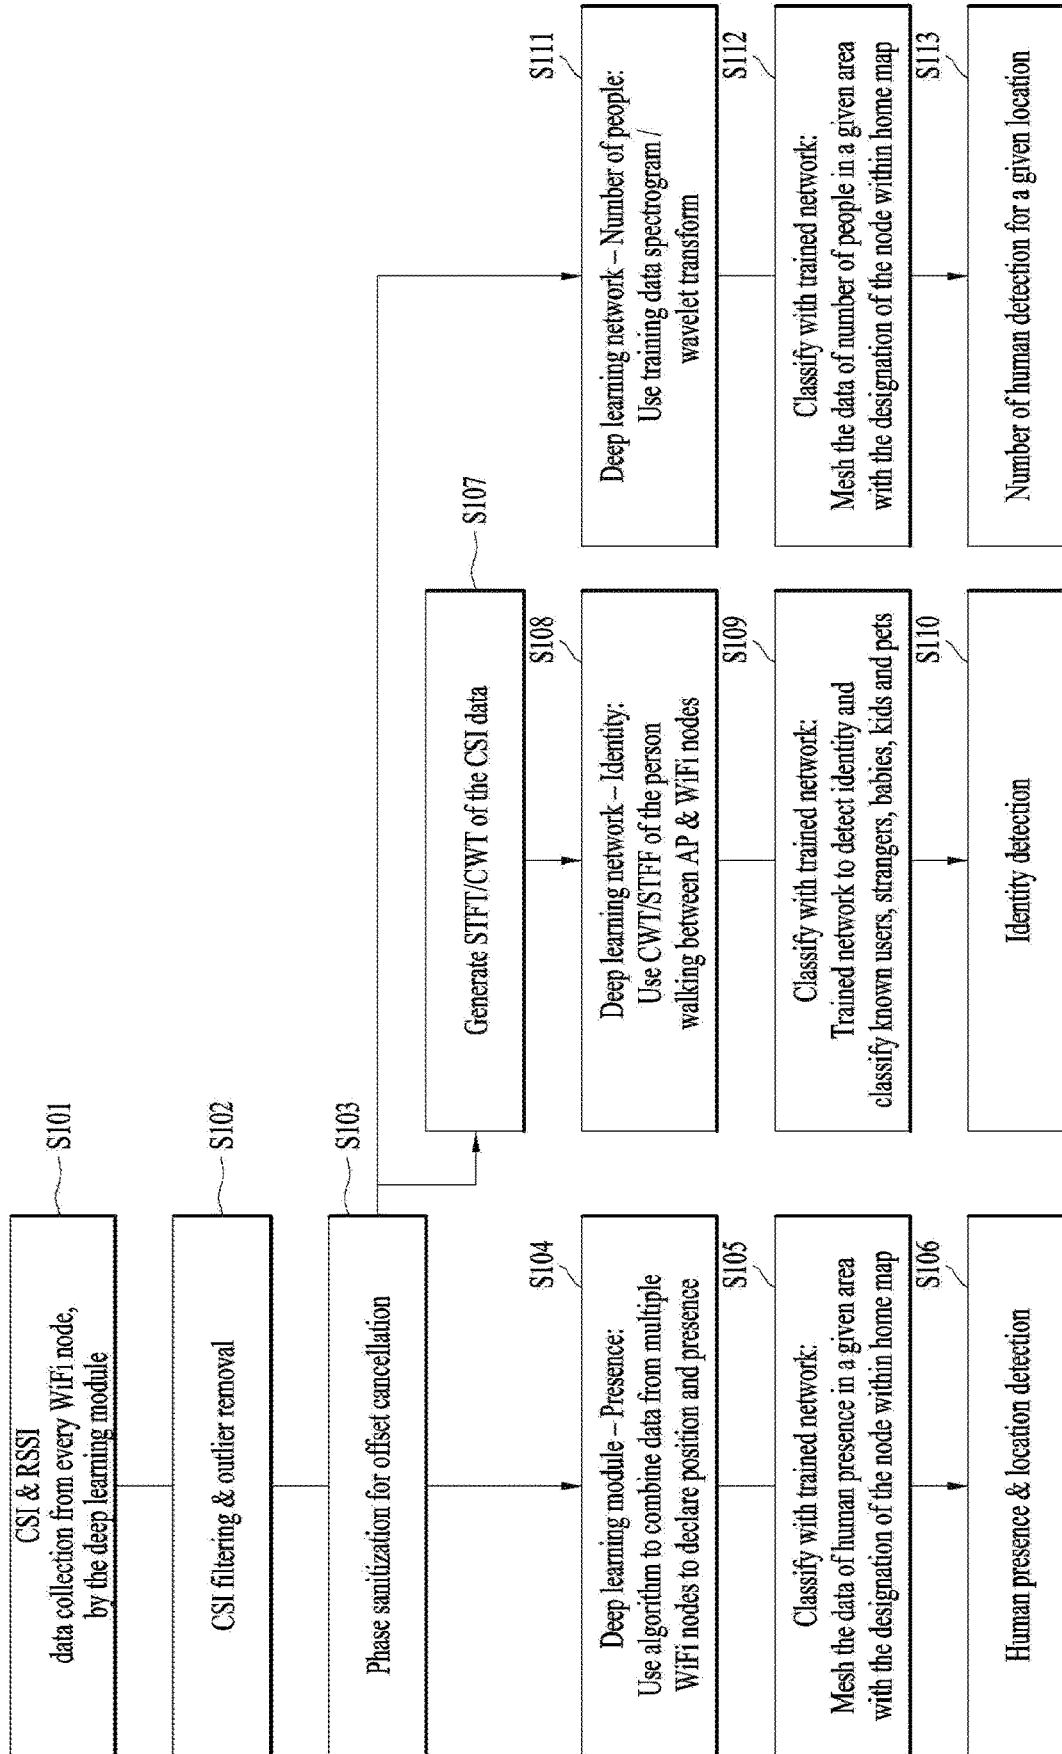 CSI & RSSI
data collection from every WiFi node,
by the deep learning module
S101
CSI filtering & outlier removal
S102
Phase sanitization for offset cancellation
S103
Deep learning module – Presence:
Use algorithm to combine data from multiple
WiFi nodes to declare position and presence
S104
Classify with trained network:
Mesh the data of human presence in a given area
with the designation of the node within home map
S105
Human presence & location detection
S106
Generate STFT/CWT of the CSI data
S107
Deep learning network – Identity:
Use CWT/STFF of the person
walking between AP & WiFi nodes
S108
Classify with trained network:
Trained network to detect identity and
classify known users, strangers, babies, kids and pets
S109
Identity detection
S110
Deep learning network – Number of people:
Use training data spectrogram /
wavelet transform
S111
Classify with trained network:
Mesh the data of number of people in a given area
with the designation of the node within home map
S112
Number of human detection for a given location
S113